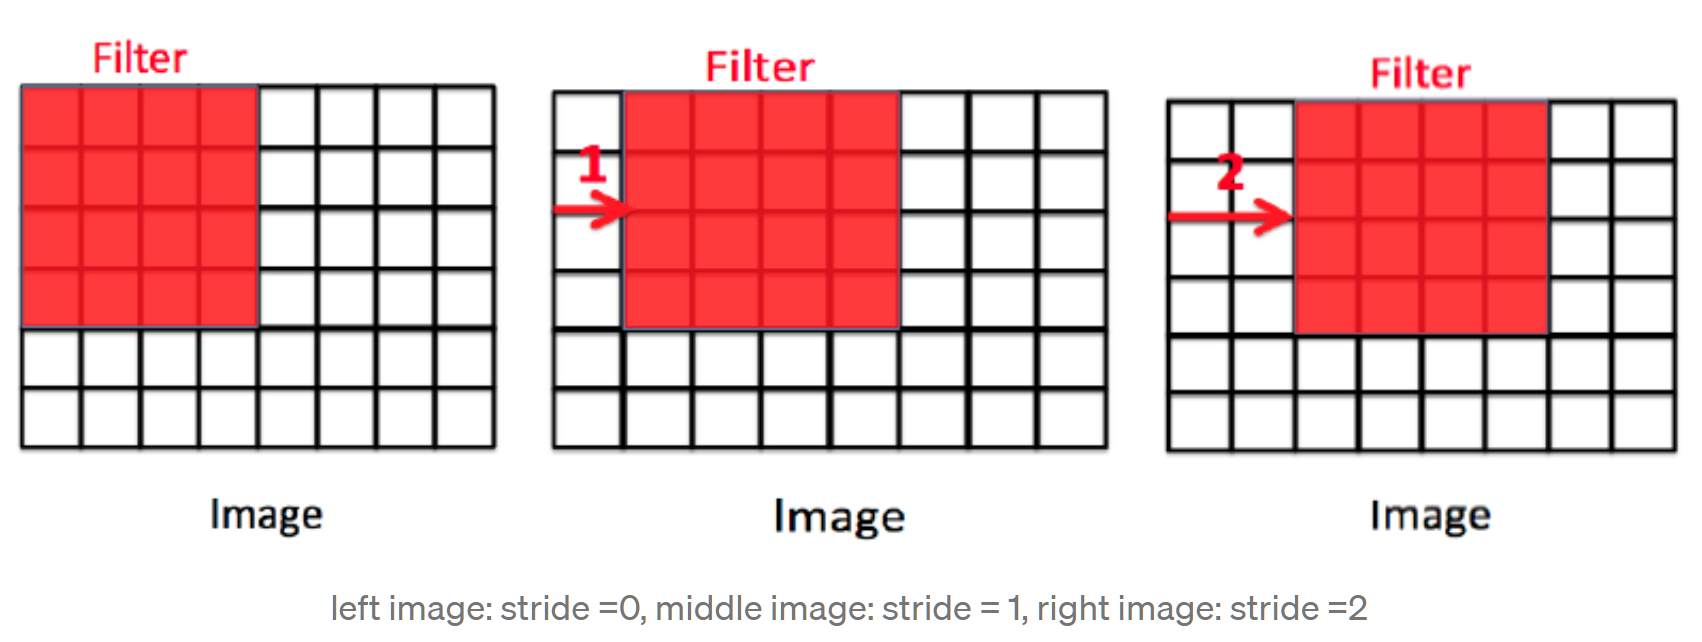 Filter
Filter
Filter
1
2
Image
Image
Image
left image: stride =0, middle image: stride = 1, right image: stride =2